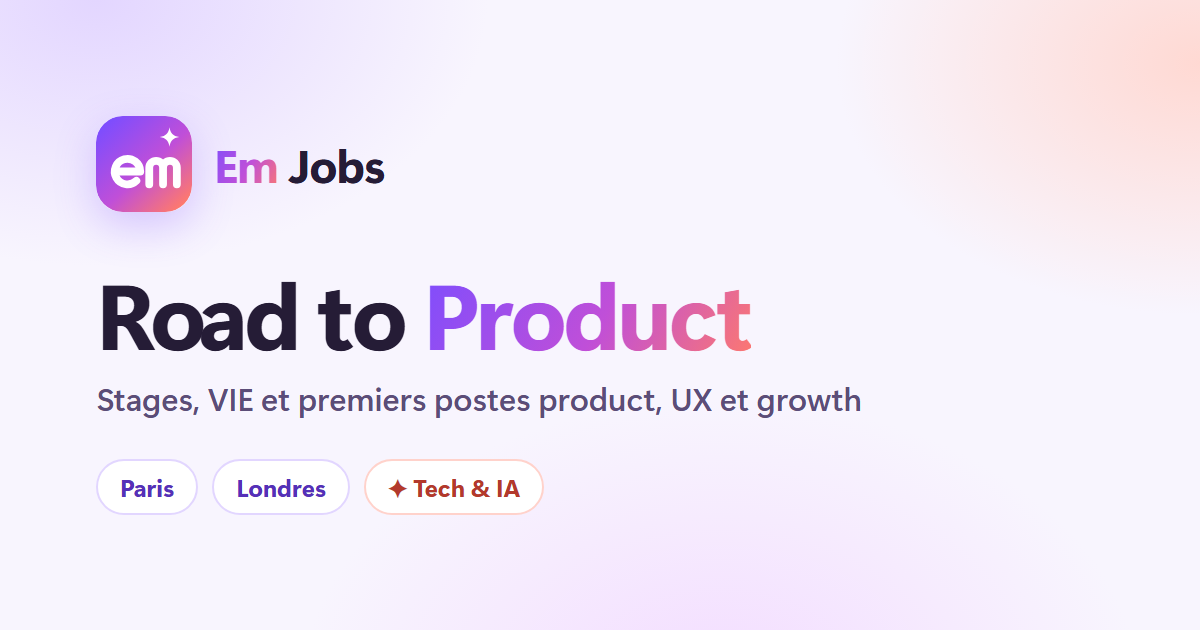 em
Em Jobs
Road to Product
Stages, VIE et premiers postes product, UX et growth
Paris
Londres
✦ Tech & IA